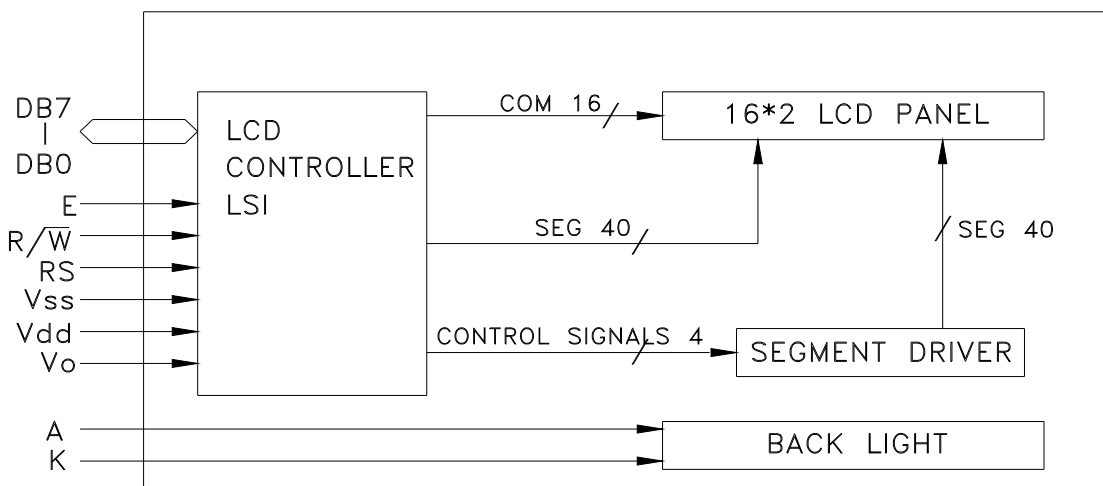 DB7
DB0
E
R/W̅
RS
Vss
Vdd
Vo
A
K
LCD
CONTROLLER
LSI
COM 16
16*2 LCD PANEL
SEG 40
SEG 40
CONTROL SIGNALS 4
SEGMENT DRIVER
BACK LIGHT